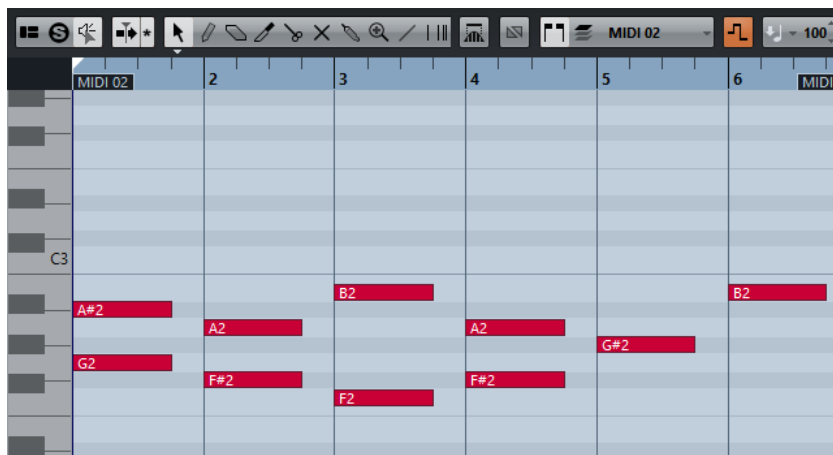 MIDI 02 100
MIDI 02 2 3 4 5 6 MIDI
C3
B2 B2
A#2
A2 A2
G#2
G2
F#2 F#2
F2